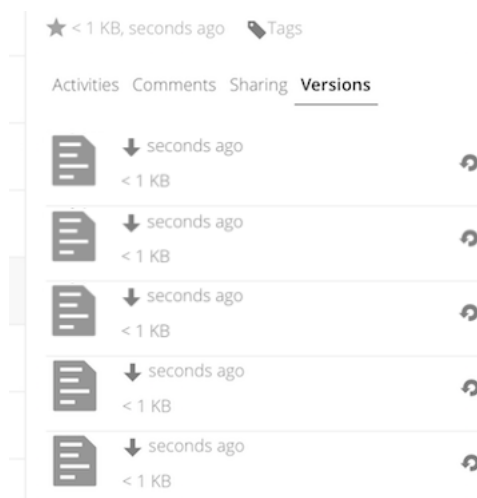 < 1 KB, seconds ago Tags
Activities Comments Sharing Versions
seconds ago
< 1 KB
seconds ago
< 1 KB
seconds ago
< 1 KB
seconds ago
< 1 KB
seconds ago
< 1 KB